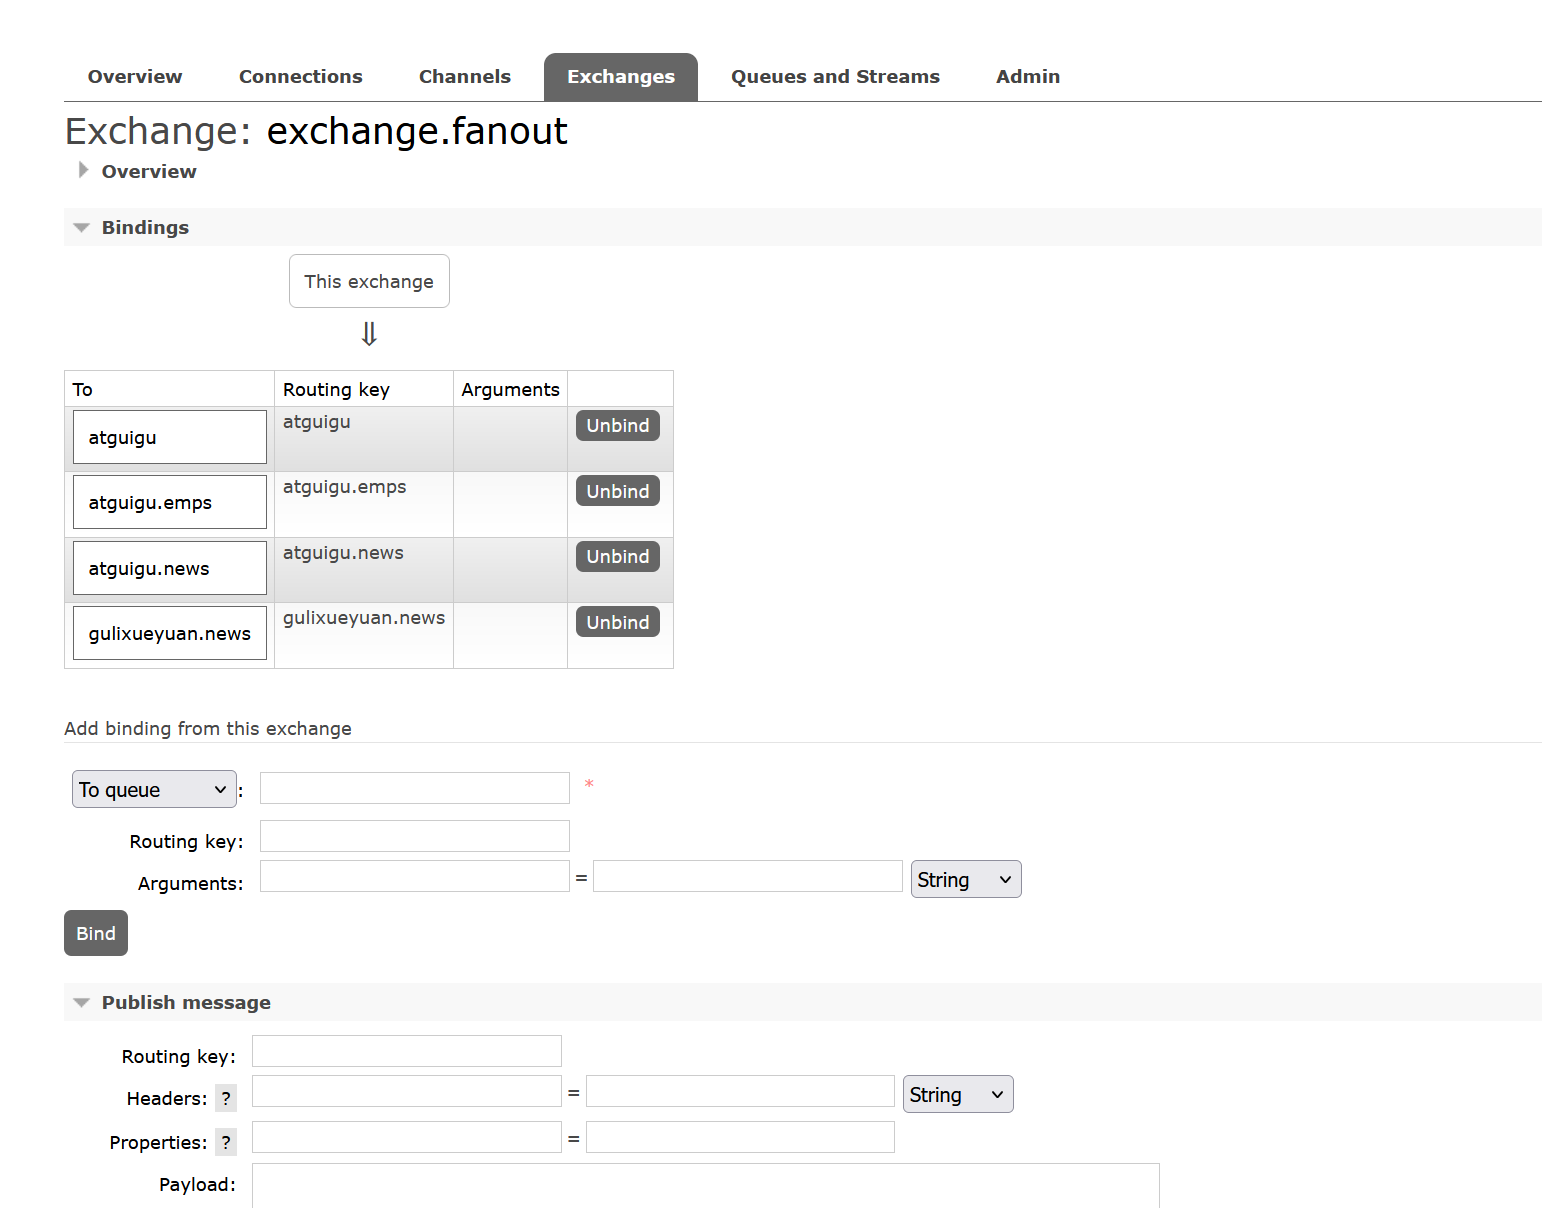 Overview Connections Channels Exchanges Queues and Streams Admin
Exchange: exchange.fanout
Overview
Bindings
This exchange
⇓
To Routing key Arguments
atguigu atguigu Unbind
atguigu.emps atguigu.emps Unbind
atguigu.news atguigu.news Unbind
gulixueyuan.news gulixueyuan.news Unbind
Add binding from this exchange
To queue : *
Routing key:
Arguments: = String
Bind
Publish message
Routing key:
Headers: ? = String
Properties: ? =
Payload: